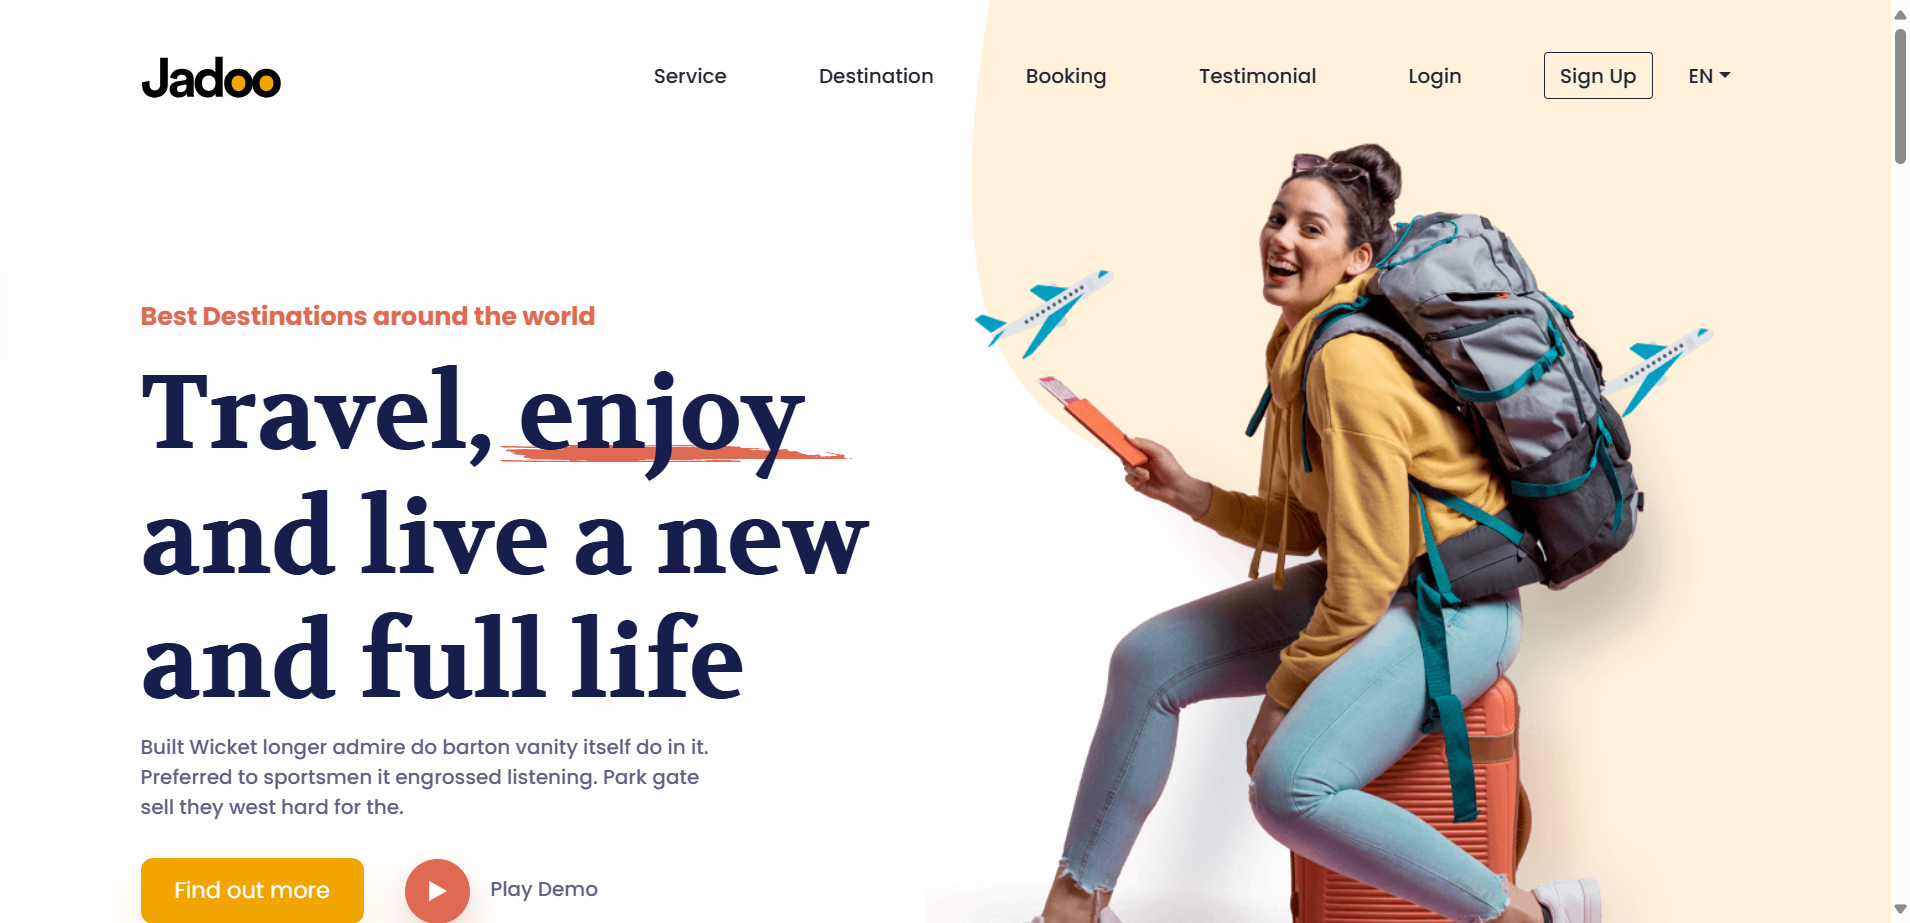 Jadoo
Service
Destination
Booking
Testimonial
Login
Sign Up
EN
Best Destinations around the world
Travel, enjoy
and live a new
and full life
Built Wicket longer admire do barton vanity itself do in it.
Preferred to sportsmen it engrossed listening. Park gate
sell they west hard for the.
Find out more
Play Demo